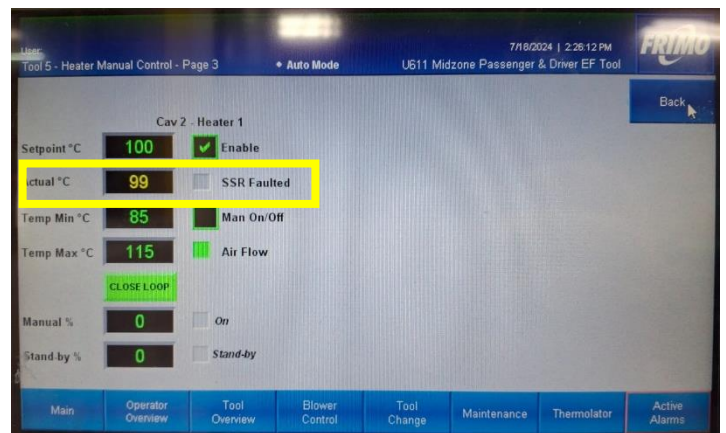 User
7/18/2024 | 2:26:12 PM
FRIMO
Tool 5 - Heater Manual Control - Page 3
Auto Mode
U611 Midzone Passenger & Driver EF Tool
Back
Cav 2 - Heater 1
Setpoint °C 100 Enable
Actual °C 99 SSR Faulted
Temp Min °C 85 Man On/Off
Temp Max °C 115 Air Flow
CLOSE LOOP
Manual % 0 On
Stand-by % 0 Stand-by
Main
Operator
Overview
Tool
Overview
Blower
Control
Tool
Change
Maintenance
Thermolator
Active
Alarms